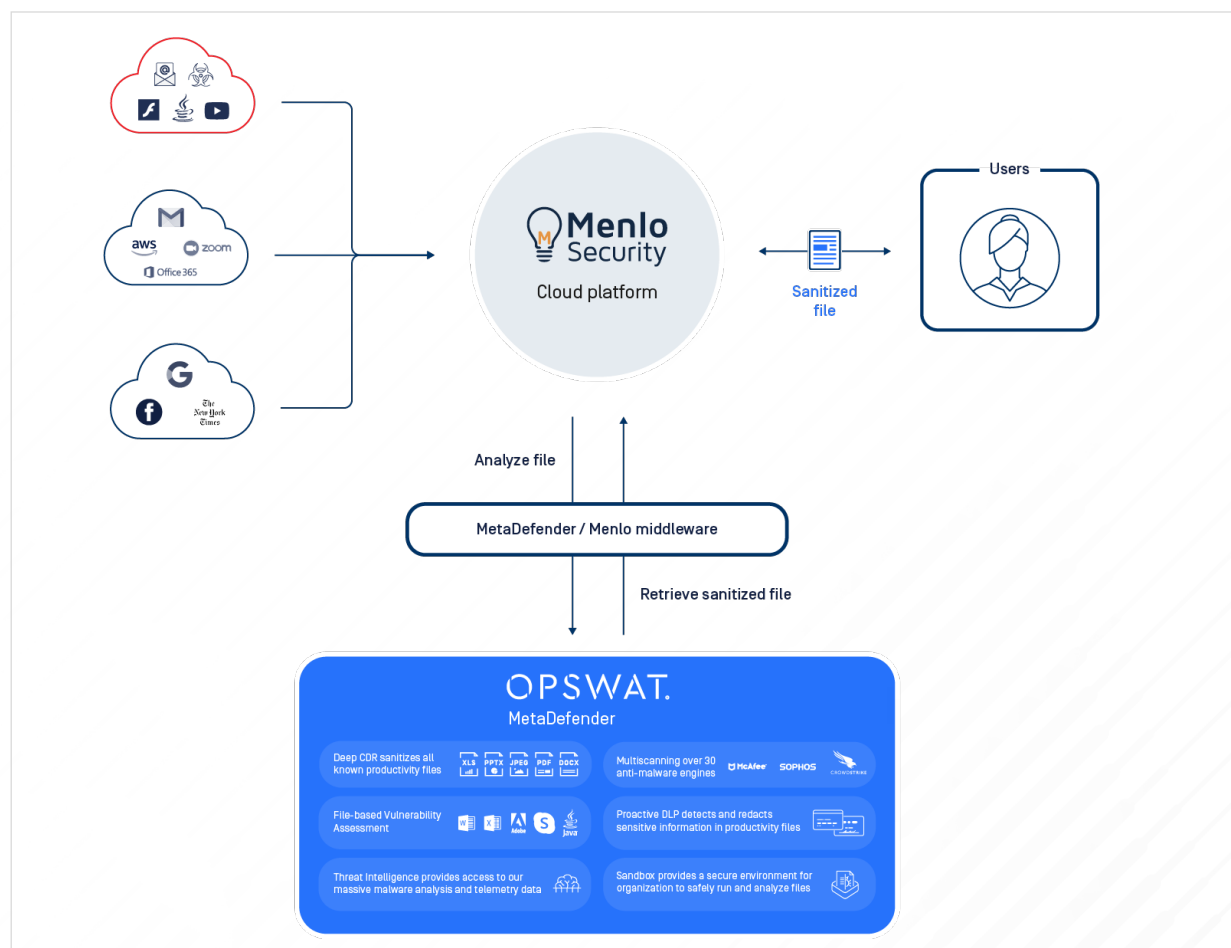 aws
zoom
Office 365
G
f
The
New York
Times
M
Menlo
Security
Cloud platform
Sanitized
file
Users
Analyze file
MetaDefender / Menlo middleware
Retrieve sanitized file
OPSWAT.
MetaDefender
Deep CDR sanitizes all
known productivity files
XLS PPTX JPEG PDF DOCX
Multiscanning over 30
anti-malware engines
McAfee SOPHOS CROWDSTRIKE
File-based Vulnerability
Assessment
W X Adobe S Java
Proactive DLP detects and redacts
sensitive information in productivity files
Threat Intelligence provides access to our
massive malware analysis and telemetry data
Sandbox provides a secure environment for
organization to safely run and analyze files